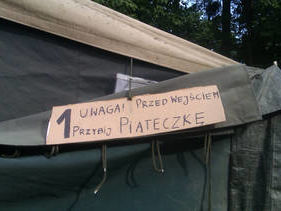 1 UWAGA! PRZED WEJŚCIEM
PRZYBIJ PIĄTECZKĘ